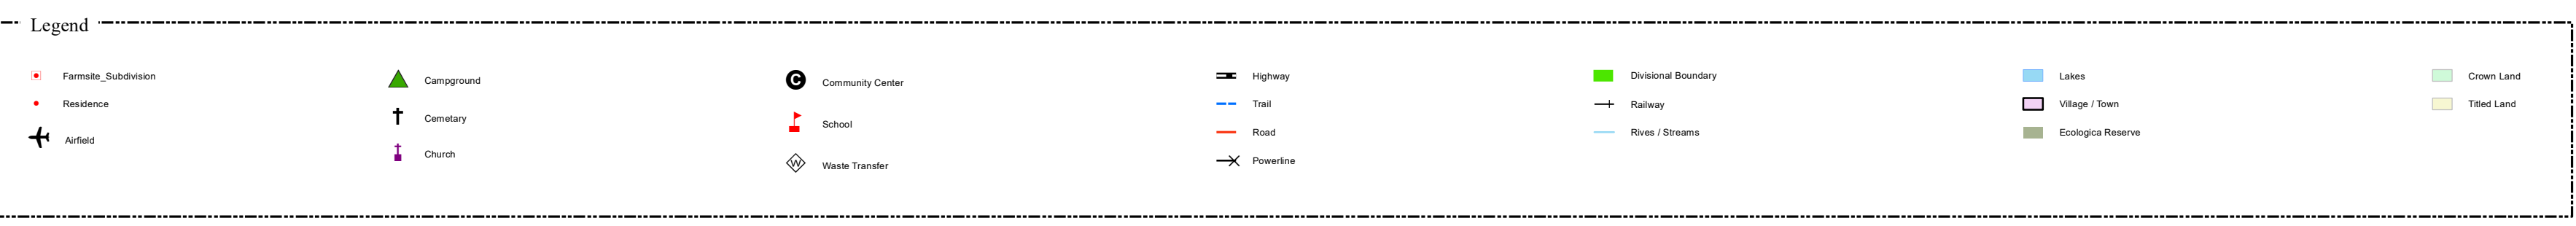 Legend
Farmsite_Subdivision
Residence
Airfield
Campground
Cemetary
Church
C
Community Center
School
W
Waste Transfer
Highway
Trail
Road
Powerline
Divisional Boundary
Railway
Rives / Streams
Lakes
Village / Town
Ecologica Reserve
Crown Land
Titled Land